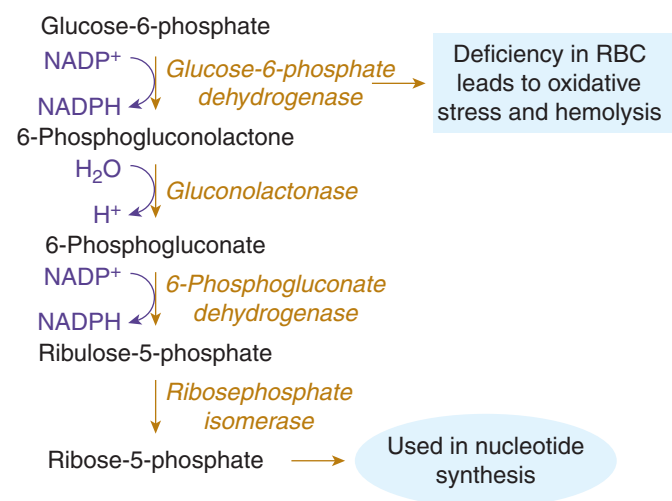 Glucose-6-phosphate
NADP+
Glucose-6-phosphate
dehydrogenase
NADPH
Deficiency in RBC
leads to oxidative
stress and hemolysis
6-Phosphogluconolactone
H2O
Gluconolactonase
H+
6-Phosphogluconate
NADP+
6-Phosphogluconate
dehydrogenase
NADPH
Ribulose-5-phosphate
Ribosephosphate
isomerase
Ribose-5-phosphate
Used in nucleotide
synthesis